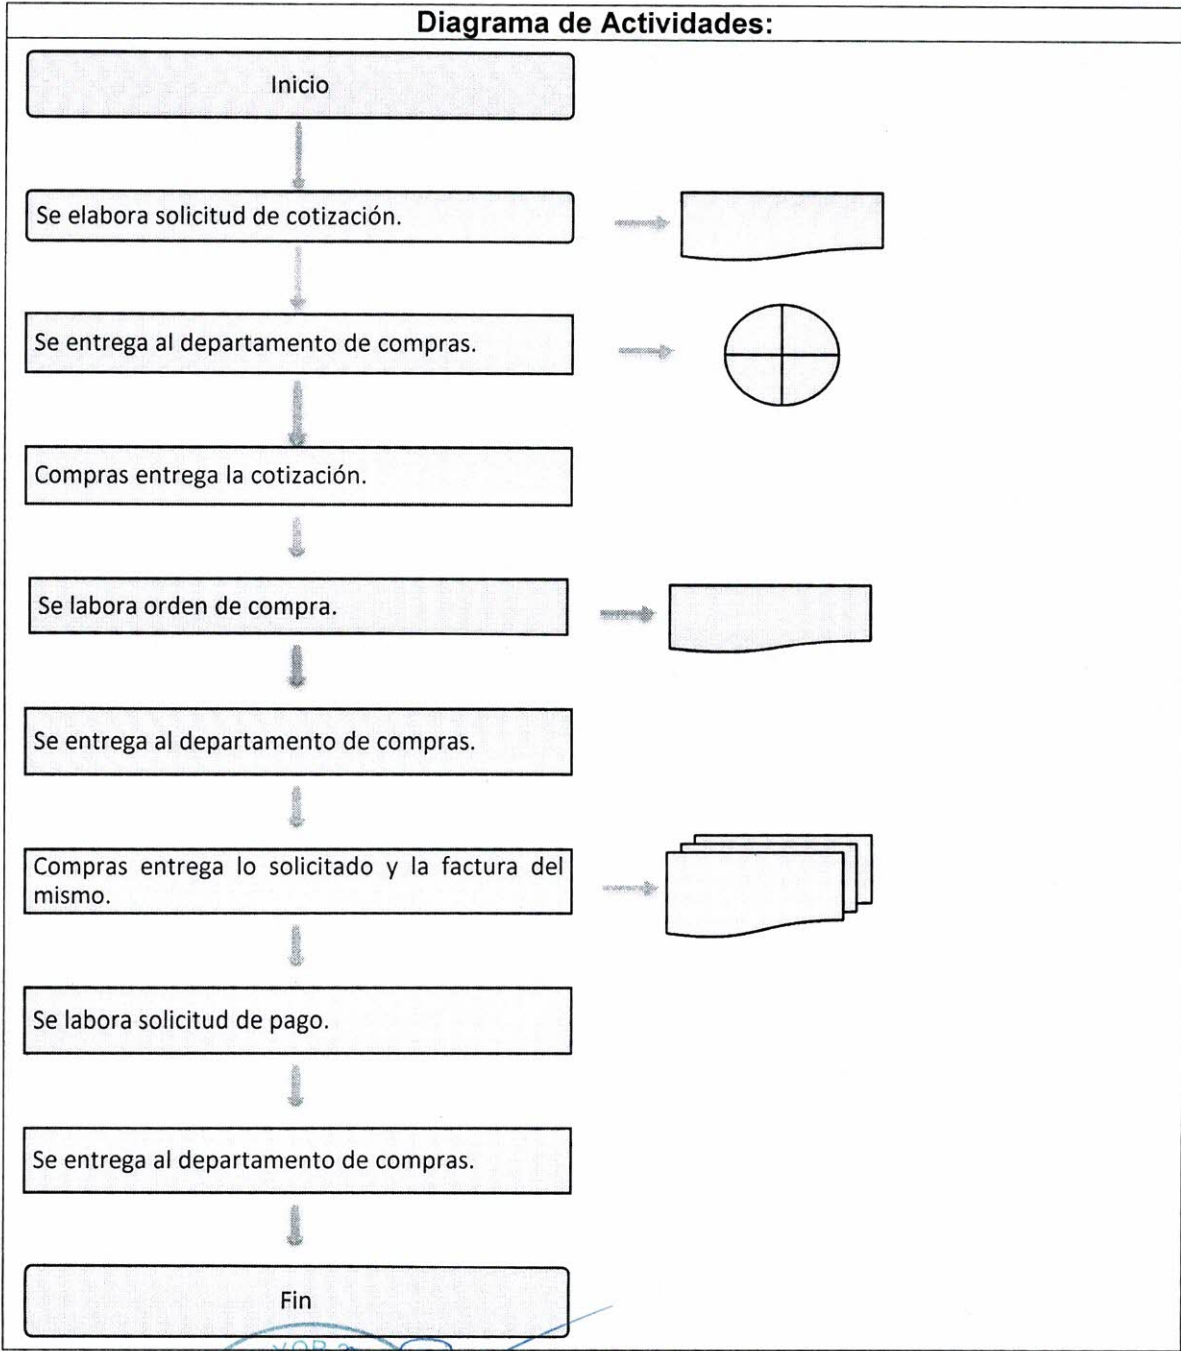 Diagrama de Actividades:
Inicio
Se elabora solicitud de cotización.
Se entrega al departamento de compras.
Compras entrega la cotización.
Se labora orden de compra.
Se entrega al departamento de compras.
Compras entrega lo solicitado y la factura del
mismo.
Se labora solicitud de pago.
Se entrega al departamento de compras.
Fin